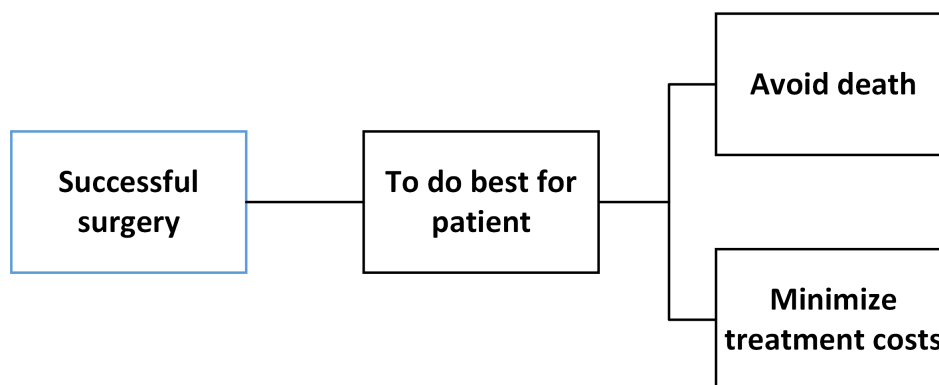 Successful
surgery
To do best for
patient
Avoid death
Minimize
treatment costs